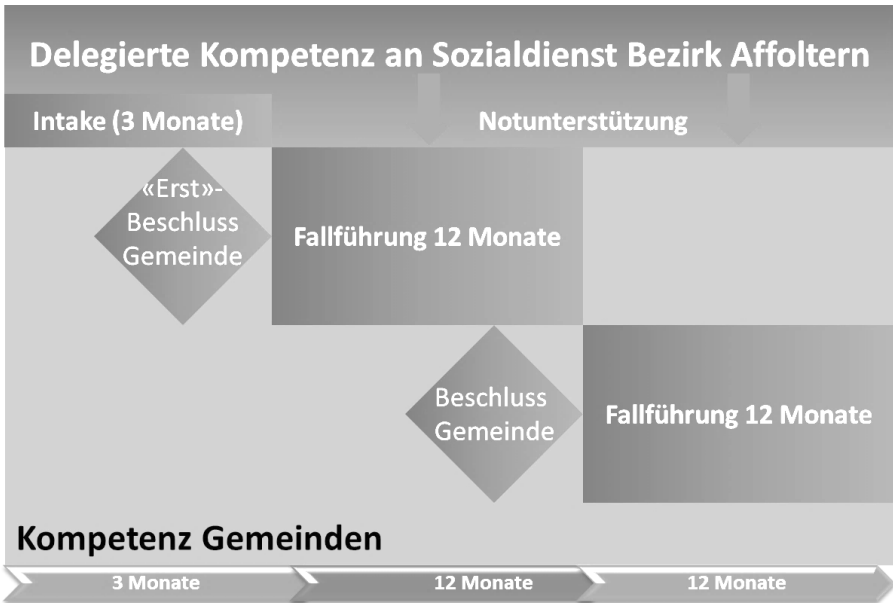 Delegierte Kompetenz an Sozialdienst Bezirk Affoltern
Intake (3 Monate)
Notunterstützung
«Erst»-
Beschluss
Gemeinde
Fallführung 12 Monate
Beschluss
Gemeinde
Fallführung 12 Monate
Kompetenz Gemeinden
3 Monate
12 Monate
12 Monate